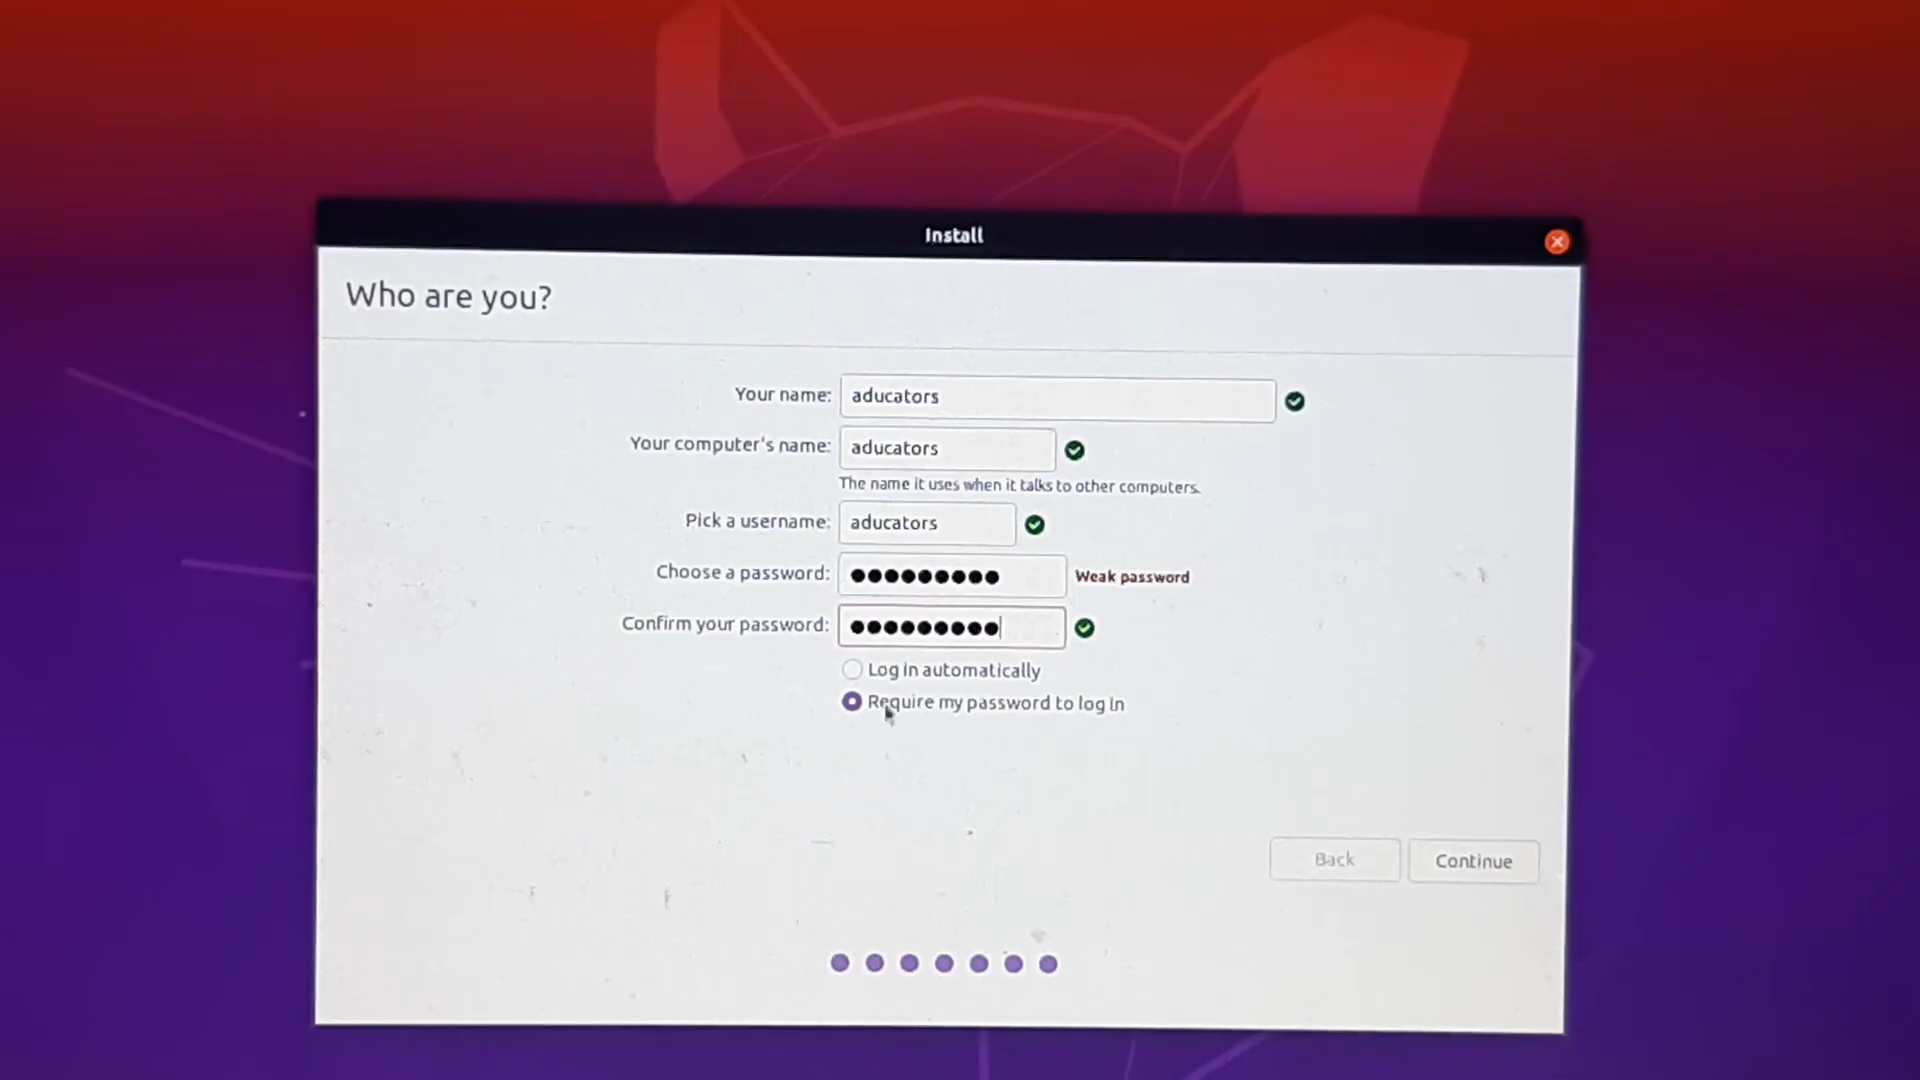 Install
Who are you?
Your name: aducators
Your computer's name: aducators
The name it uses when it talks to other computers.
Pick a username: aducators
Choose a password: ●●●●●●●●● Weak password
Confirm your password: ●●●●●●●●●
Log in automatically
Require my password to log in
Back Continue